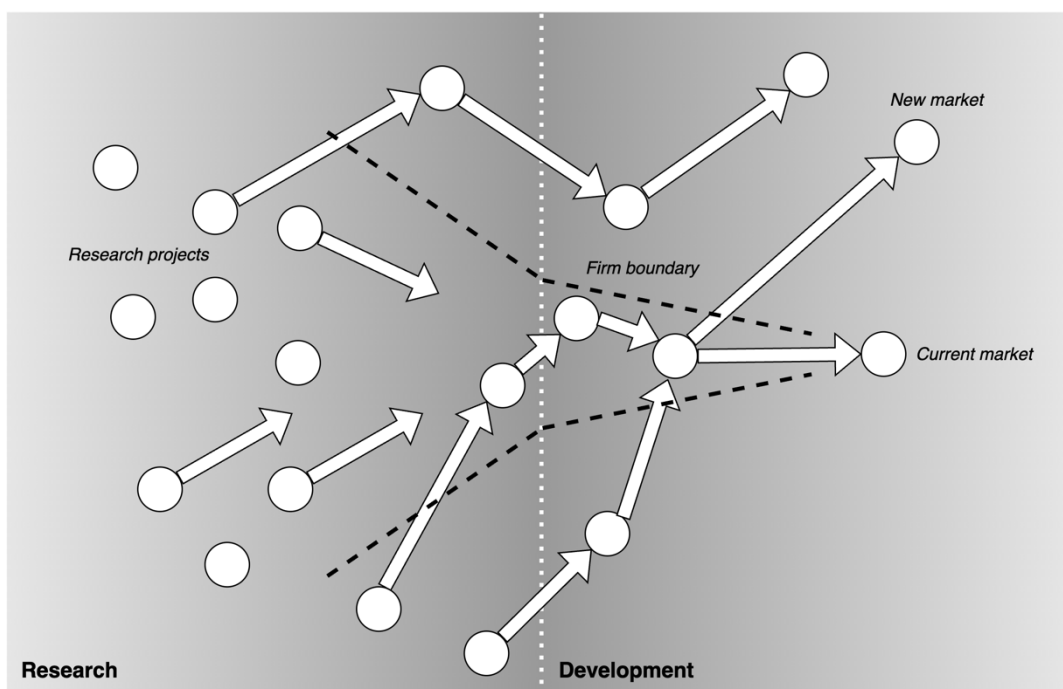 New market
Research projects
Firm boundary
Current market
Research
Development